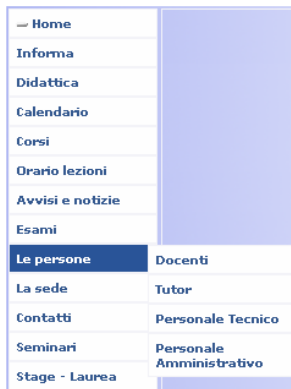 Home
Informa
Didattica
Calendario
Corsi
Orario lezioni
Avvisi e notizie
Esami
Le persone
Docenti
La sede
Tutor
Contatti
Personale Tecnico
Seminari
Personale
Amministrativo
Stage - Laurea